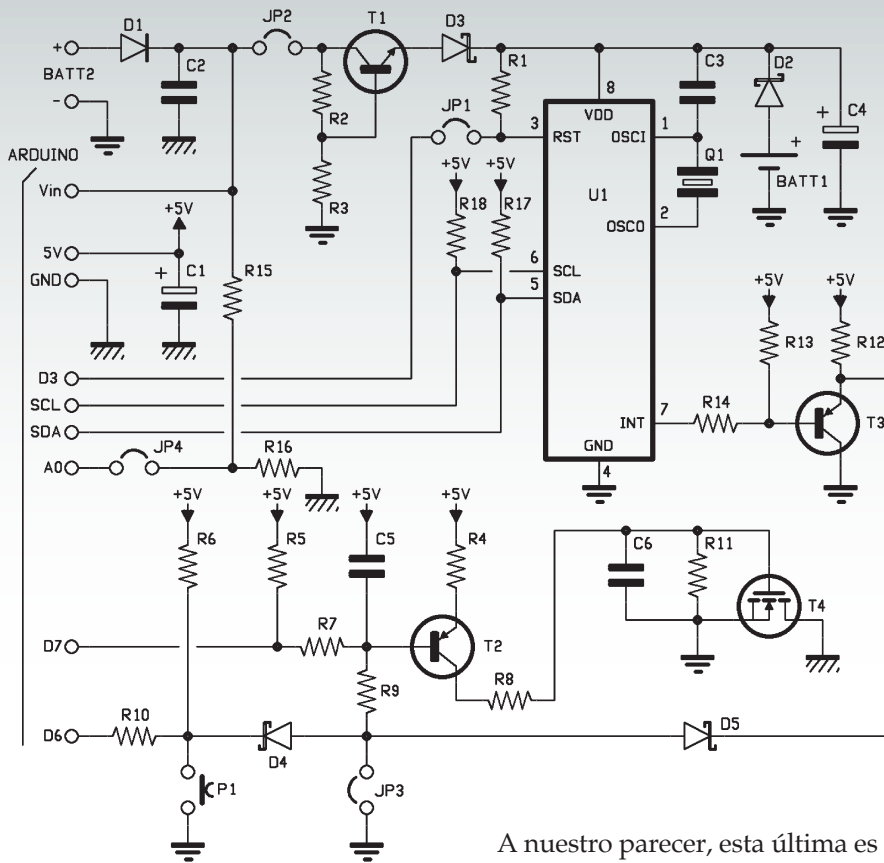 D1
JP2
T1
D3
+
BATT2
-
C2
R2
R3
R1
JP1
C3
D2
C4
+
8
VDD
3
RST
OSCI
1
Q1
+
BATT1
U1
OSCO
2
ARDUINO
Vin
+5V
5V
GND
+
C1
R15
+5V
+5V
R18
R17
6
SCL
5
SDA
+5V
+5V
R13
R12
D3
SCL
SDA
A0
JP4
R16
INT
7
R14
T3
GND
4
+5V
+5V
+5V
+5V
R6
R5
C5
R4
C6
R11
T4
D7
R7
T2
R9
R8
D6
R10
D4
D5
P1
JP3
A nuestro parecer, esta última es